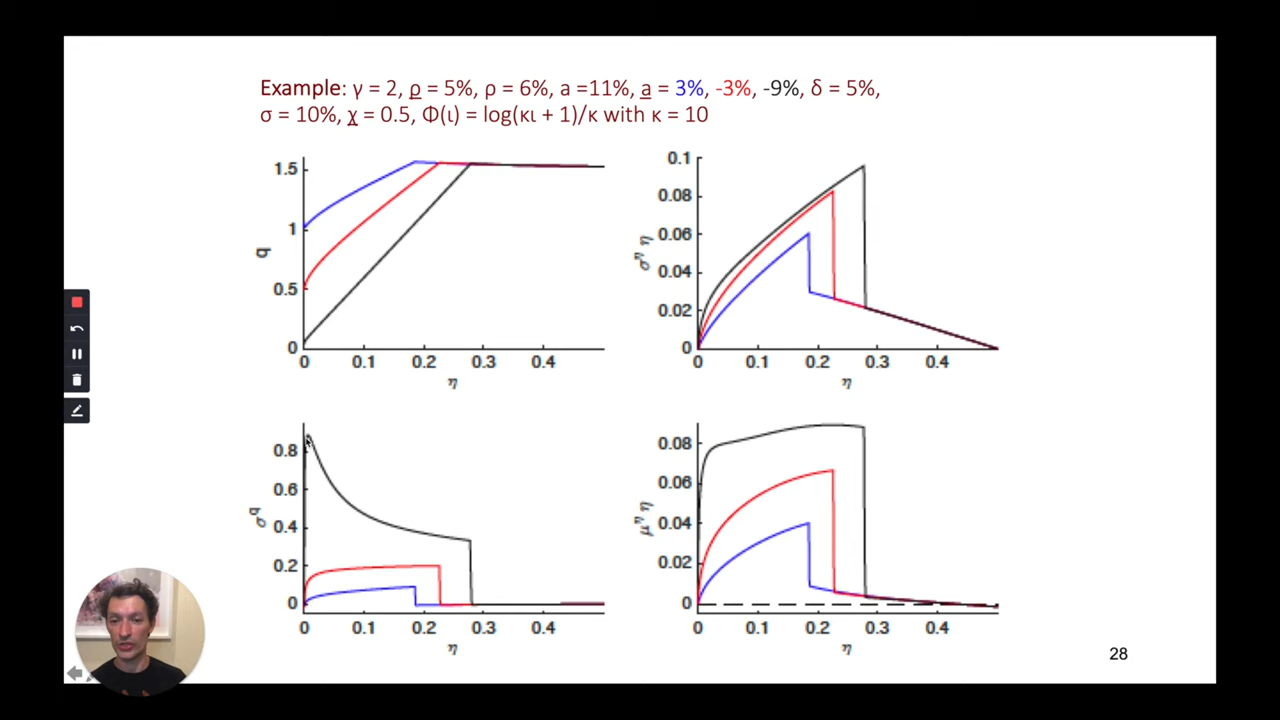 Example: γ = 2, ρ = 5%, ρ = 6%, a =11%, a = 3%, -3%, -9%, δ = 5%,
σ = 10%, χ = 0.5, Φ(ι) = log(κι + 1)/κ with κ = 10
1.5
1
0.5
0
q
0 0.1 0.2 0.3 0.4
η
0.1
0.08
0.06
0.04
0.02
0
σ^η η
0 0.1 0.2 0.3 0.4
η
0.8
0.6
0.4
0.2
0
σ^q
0 0.1 0.2 0.3 0.4
η
0.08
0.06
0.04
0.02
0
μ^η η
0 0.1 0.2 0.3 0.4
η
28